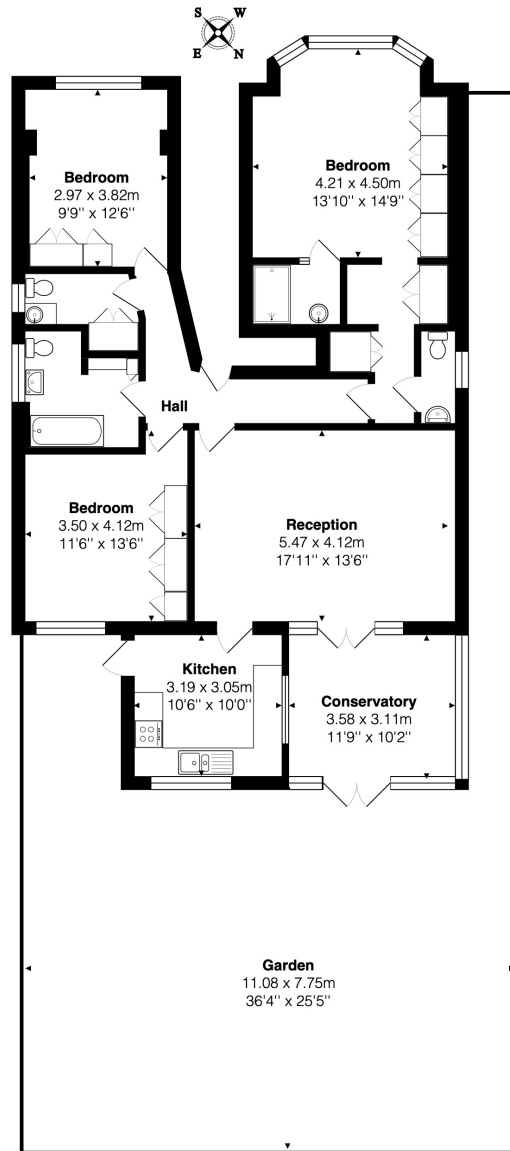 S W
E N
Bedroom
2.97 x 3.82m
9'9" x 12'6"
Bedroom
4.21 x 4.50m
13'10" x 14'9"
Hall
Bedroom
3.50 x 4.12m
11'6" x 13'6"
Reception
5.47 x 4.12m
17'11" x 13'6"
Kitchen
3.19 x 3.05m
10'6" x 10'0"
Conservatory
3.58 x 3.11m
11'9" x 10'2"
Garden
11.08 x 7.75m
36'4" x 25'5"